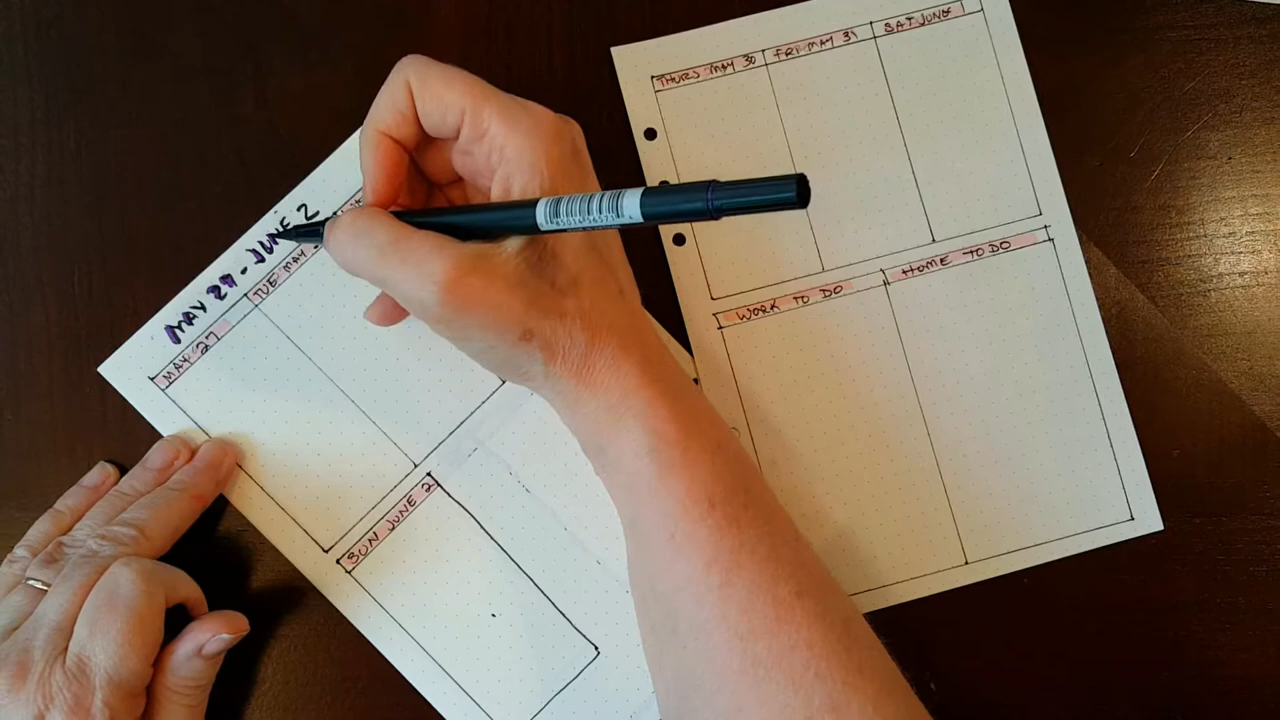 MAY 27 - JUNE 2
MAY 27
TUE MAY
SUN JUNE 2
THURS MAY 30
FRI MAY 31
SAT JUNE 1
WORK TO DO
HOME TO DO